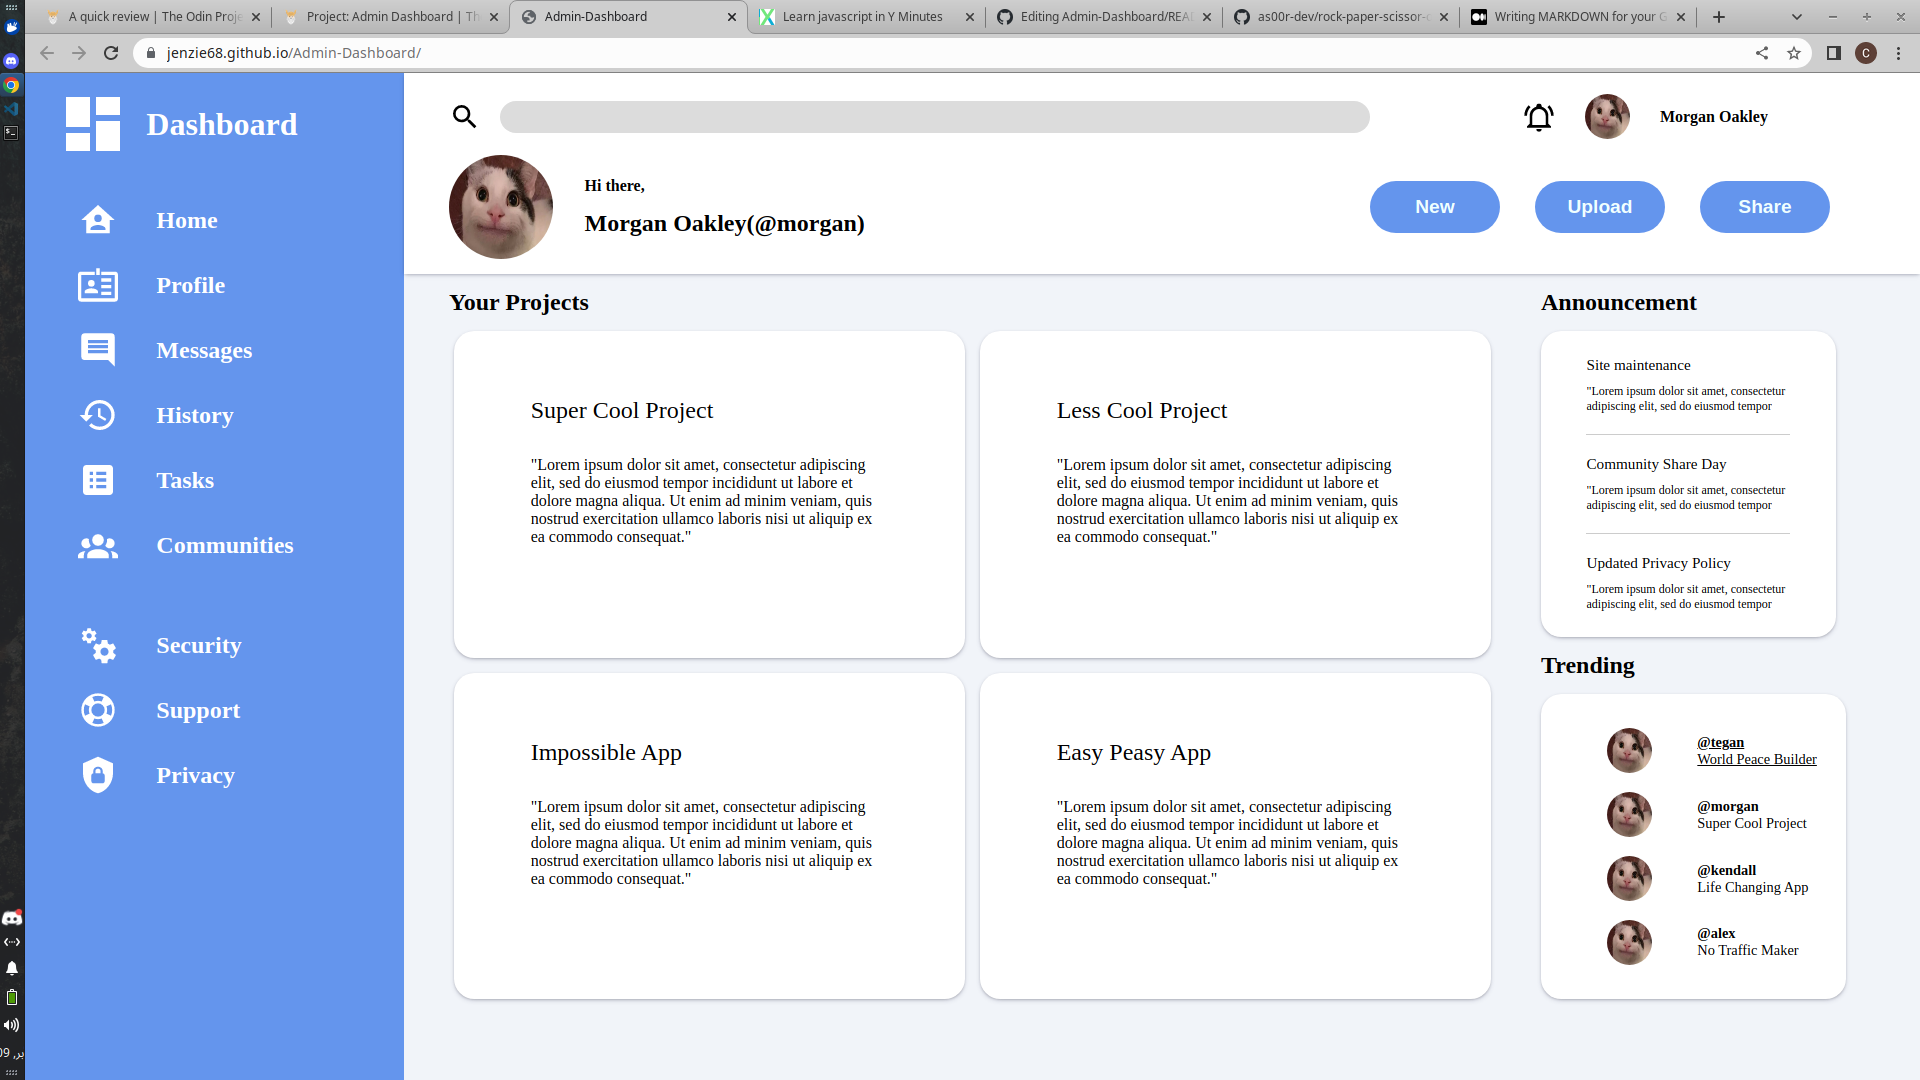 A quick review | The Odin Proje
Project: Admin Dashboard | Th
Admin-Dashboard
Learn javascript in Y Minutes
Editing Admin-Dashboard/REA
as00r-dev/rock-paper-scissor-
Writing MARKDOWN for your G
jenzie68.github.io/Admin-Dashboard/
C
Dashboard
Home
Profile
Messages
History
Tasks
Communities
Security
Support
Privacy
Morgan Oakley
Hi there,
Morgan Oakley(@morgan)
New
Upload
Share
Your Projects
Super Cool Project
"Lorem ipsum dolor sit amet, consectetur adipiscing
elit, sed do eiusmod tempor incididunt ut labore et
dolore magna aliqua. Ut enim ad minim veniam, quis
nostrud exercitation ullamco laboris nisi ut aliquip ex
ea commodo consequat."
Less Cool Project
"Lorem ipsum dolor sit amet, consectetur adipiscing
elit, sed do eiusmod tempor incididunt ut labore et
dolore magna aliqua. Ut enim ad minim veniam, quis
nostrud exercitation ullamco laboris nisi ut aliquip ex
ea commodo consequat."
Impossible App
"Lorem ipsum dolor sit amet, consectetur adipiscing
elit, sed do eiusmod tempor incididunt ut labore et
dolore magna aliqua. Ut enim ad minim veniam, quis
nostrud exercitation ullamco laboris nisi ut aliquip ex
ea commodo consequat."
Easy Peasy App
"Lorem ipsum dolor sit amet, consectetur adipiscing
elit, sed do eiusmod tempor incididunt ut labore et
dolore magna aliqua. Ut enim ad minim veniam, quis
nostrud exercitation ullamco laboris nisi ut aliquip ex
ea commodo consequat."
Announcement
Site maintenance
"Lorem ipsum dolor sit amet, consectetur
adipiscing elit, sed do eiusmod tempor
Community Share Day
"Lorem ipsum dolor sit amet, consectetur
adipiscing elit, sed do eiusmod tempor
Updated Privacy Policy
"Lorem ipsum dolor sit amet, consectetur
adipiscing elit, sed do eiusmod tempor
Trending
@tegan
World Peace Builder
@morgan
Super Cool Project
@kendall
Life Changing App
@alex
No Traffic Maker